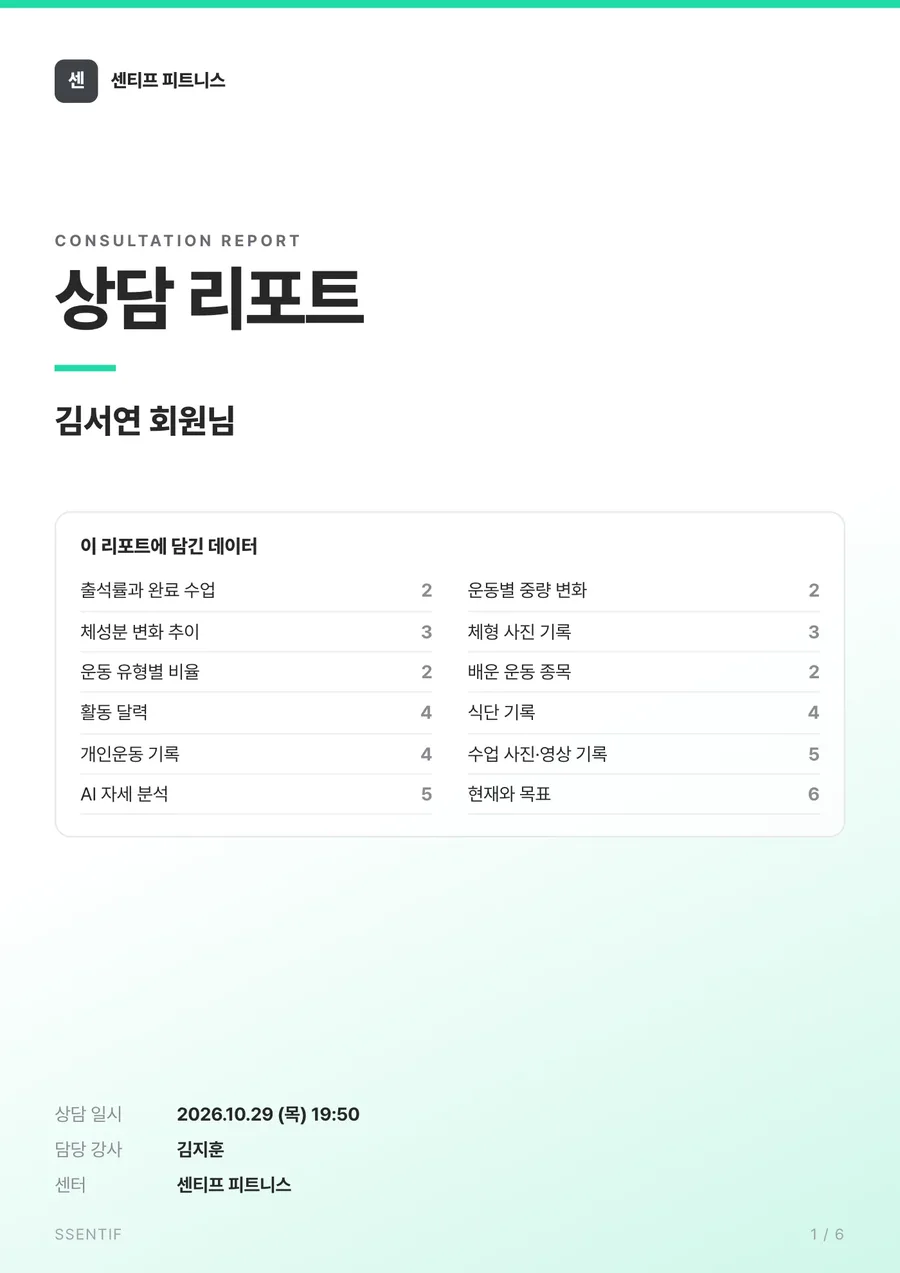 센 센티프 피트니스
CONSULTATION REPORT
상담 리포트
김서연 회원님
이 리포트에 담긴 데이터
출석률과 완료 수업 2 운동별 중량 변화 2
체성분 변화 추이 3 체형 사진 기록 3
운동 유형별 비율 2 배운 운동 종목 2
활동 달력 4 식단 기록 4
개인운동 기록 4 수업 사진·영상 기록 5
AI 자세 분석 5 현재와 목표 6
상담 일시 2026.10.29 (목) 19:50
담당 강사 김지훈
센터 센티프 피트니스
SSENTIF 1 / 6